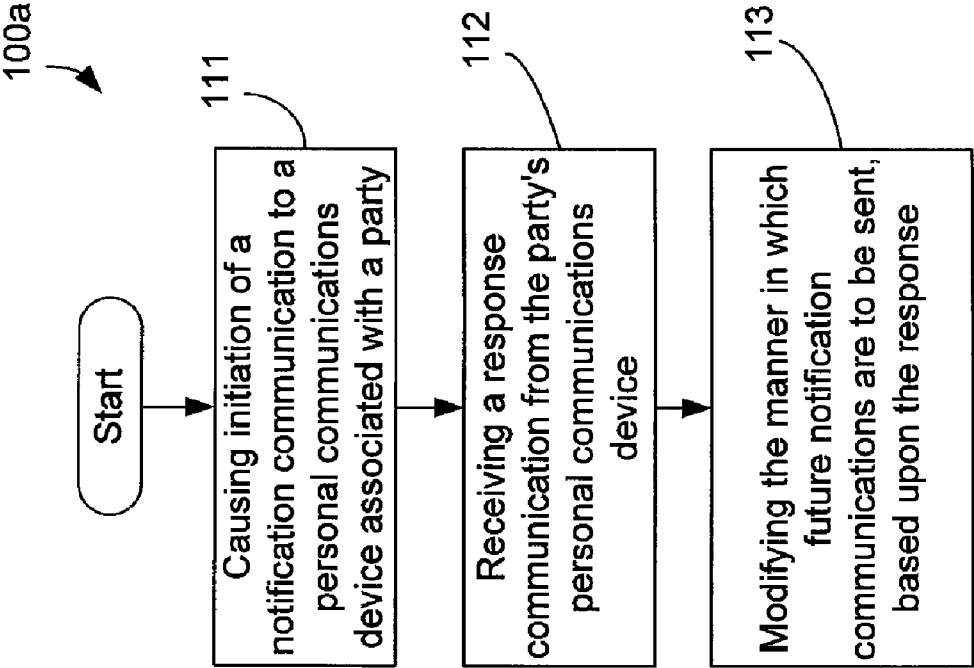 100a
Start
111
Causing initiation of a
notification communication to a
personal communications
device associated with a party
112
Receiving a response
communication from the party's
personal communications
device
113
Modifying the manner in which
future notification
communications are to be sent,
based upon the response